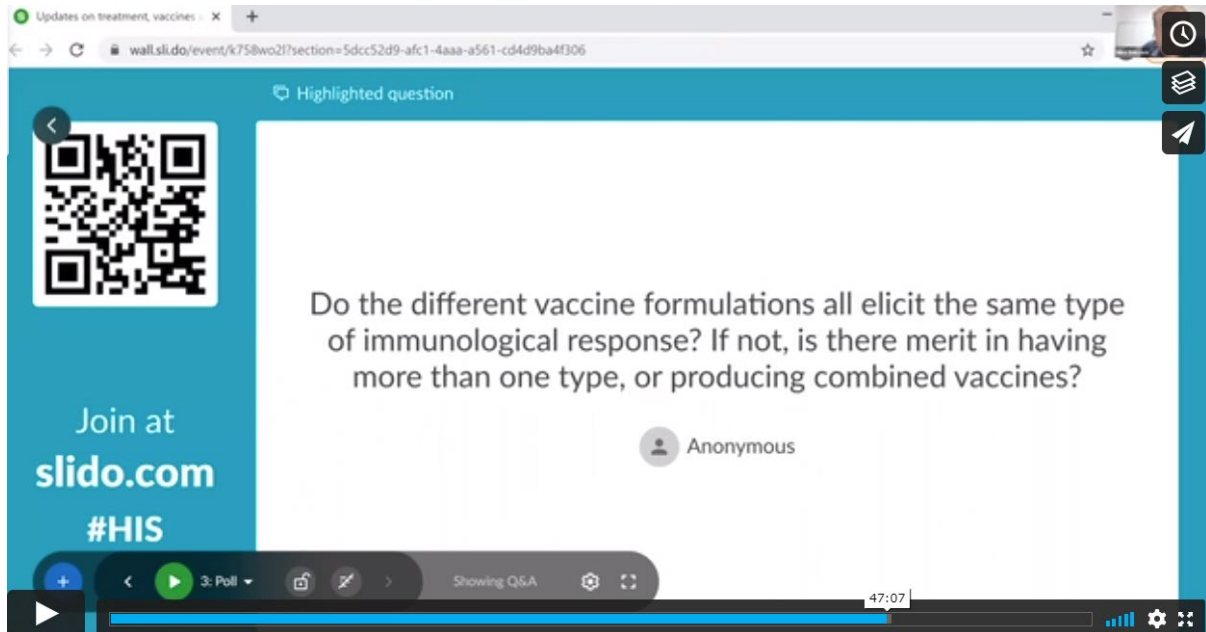 Updates on treatment, vaccines
wall.sli.do/event/k758wo2l?section=5dcc52d9-afc1-4aaa-a561-cd4d9ba4f306
Highlighted question
Do the different vaccine formulations all elicit the same type
of immunological response? If not, is there merit in having
more than one type, or producing combined vaccines?
Anonymous
Join at
slido.com
#HIS
3: Poll
Showing Q&A
47:07